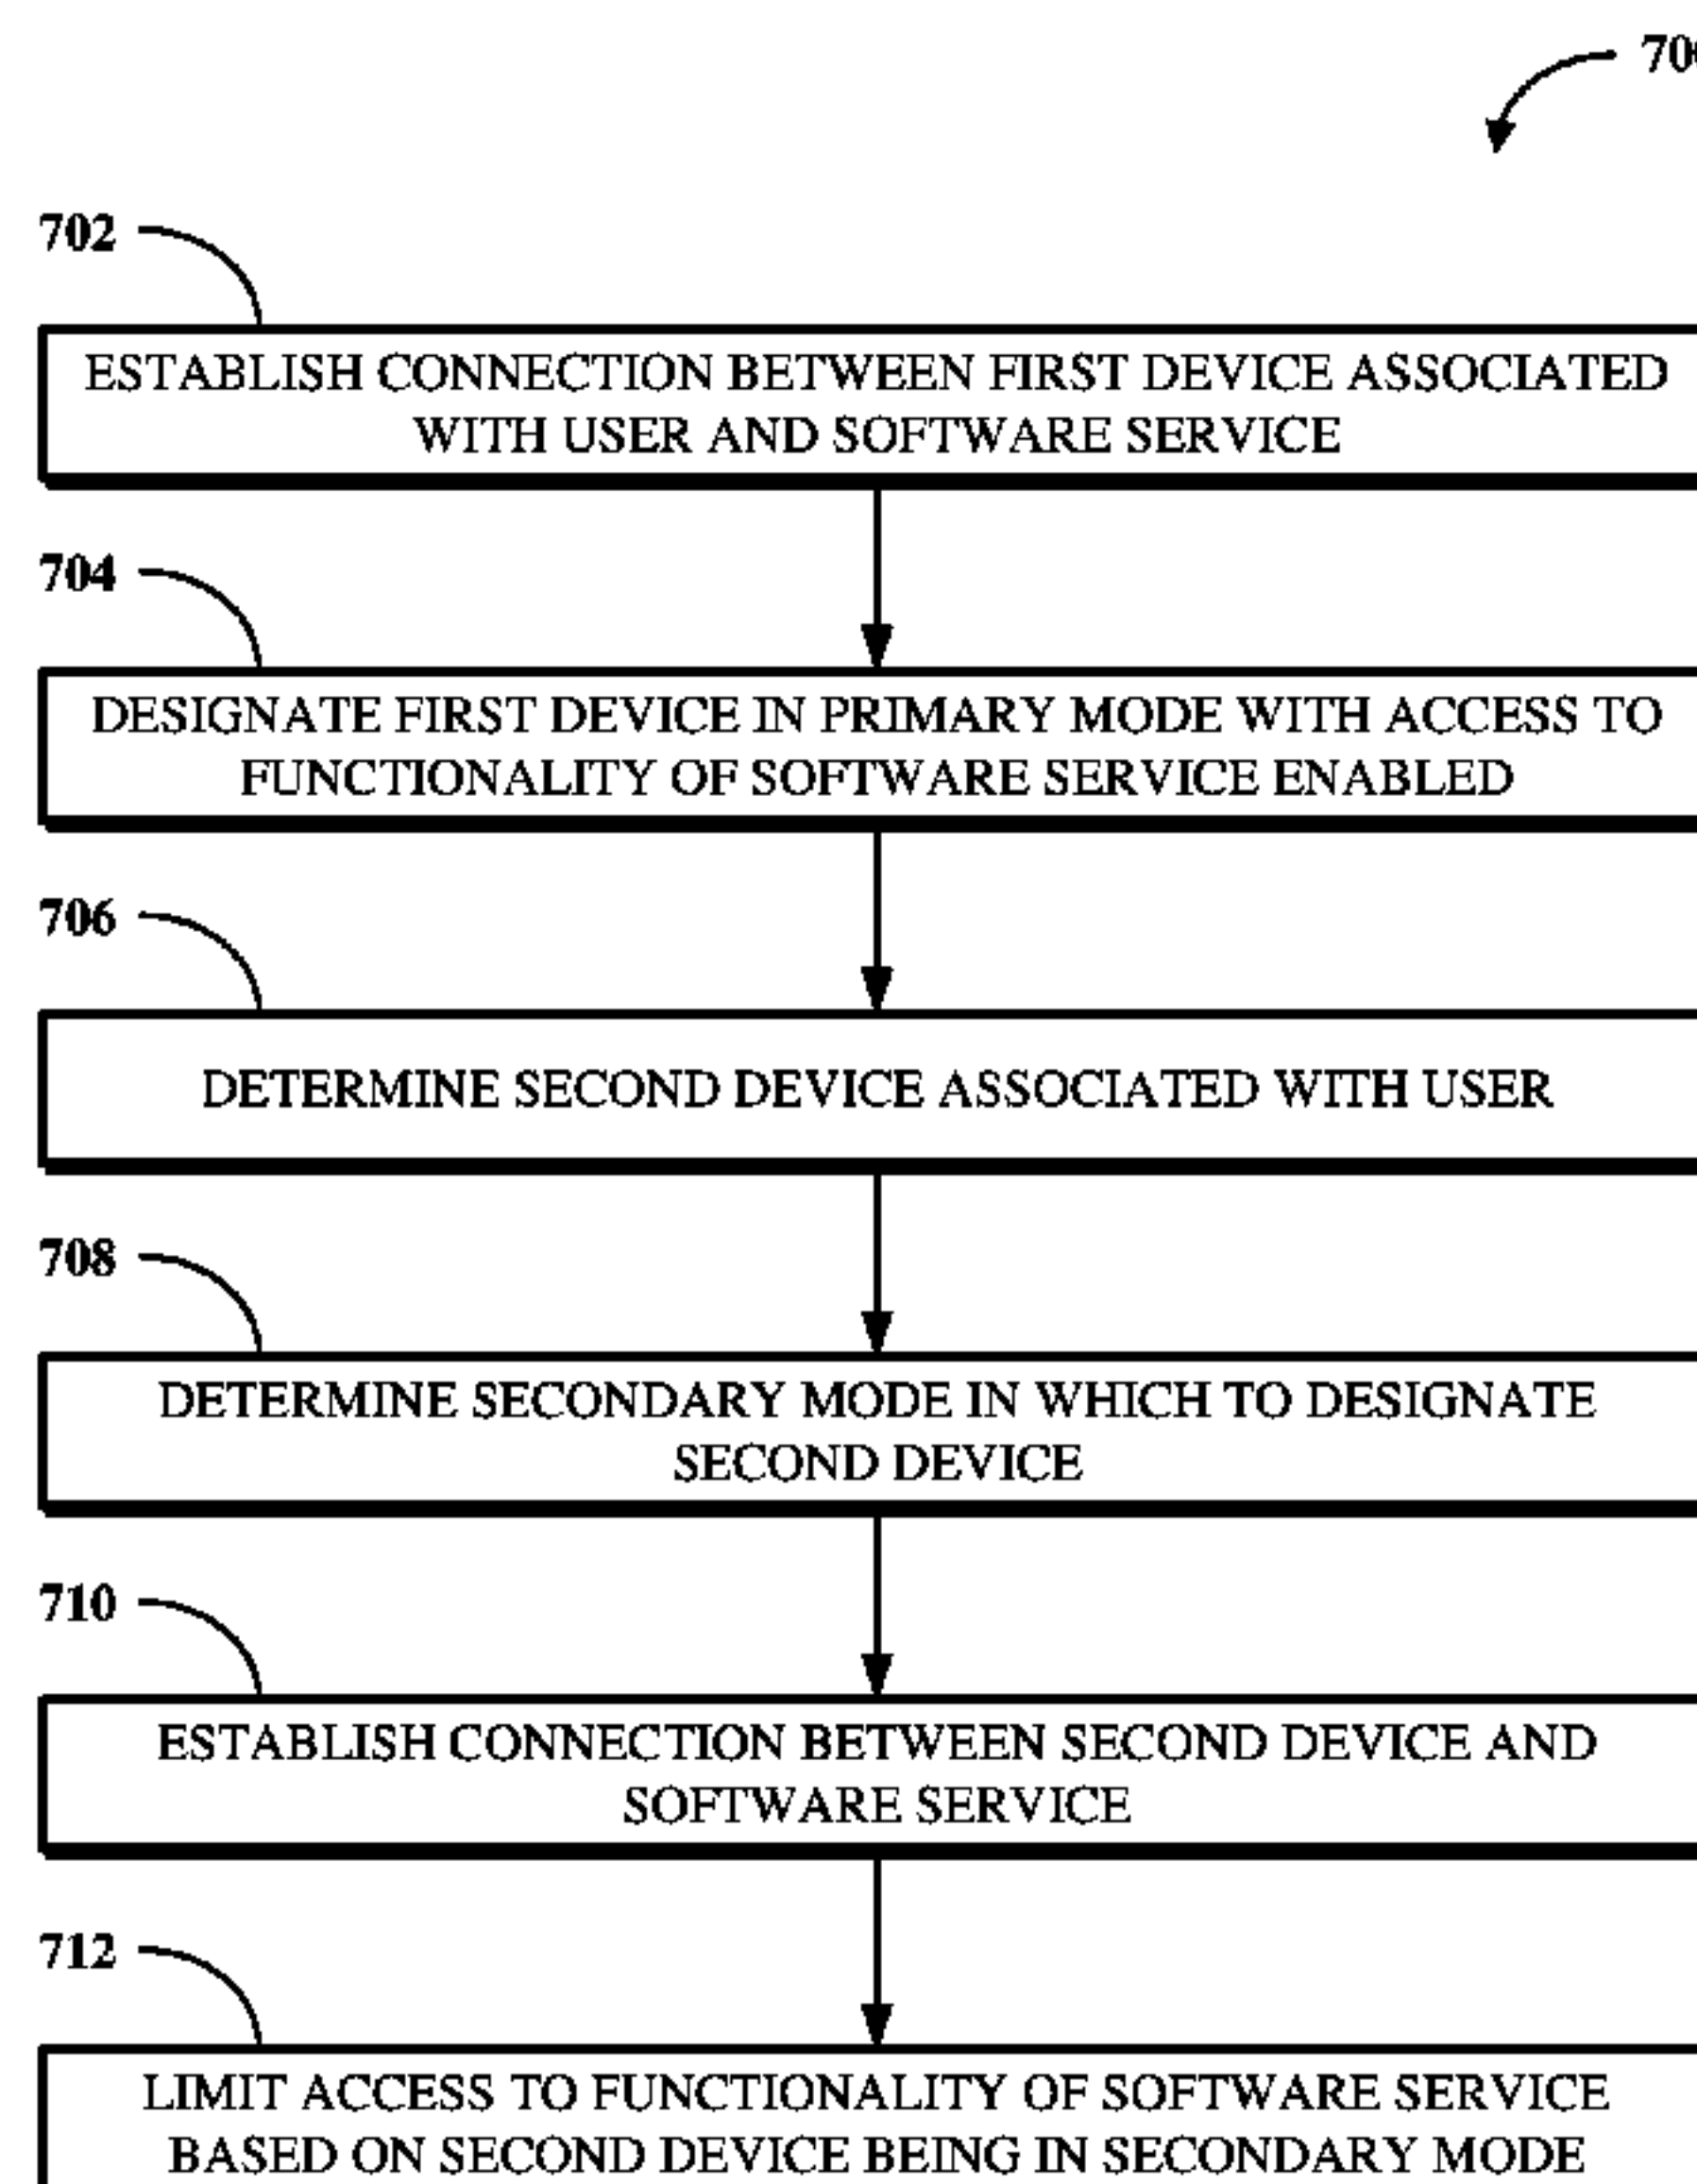 702
ESTABLISH CONNECTION BETWEEN FIRST DEVICE ASSOCIATED
WITH USER AND SOFTWARE SERVICE
704
DESIGNATE FIRST DEVICE IN PRIMARY MODE WITH ACCESS TO
FUNCTIONALITY OF SOFTWARE SERVICE ENABLED
706
DETERMINE SECOND DEVICE ASSOCIATED WITH USER
708
DETERMINE SECONDARY MODE IN WHICH TO DESIGNATE
SECOND DEVICE
710
ESTABLISH CONNECTION BETWEEN SECOND DEVICE AND
SOFTWARE SERVICE
712
LIMIT ACCESS TO FUNCTIONALITY OF SOFTWARE SERVICE
BASED ON SECOND DEVICE BEING IN SECONDARY MODE